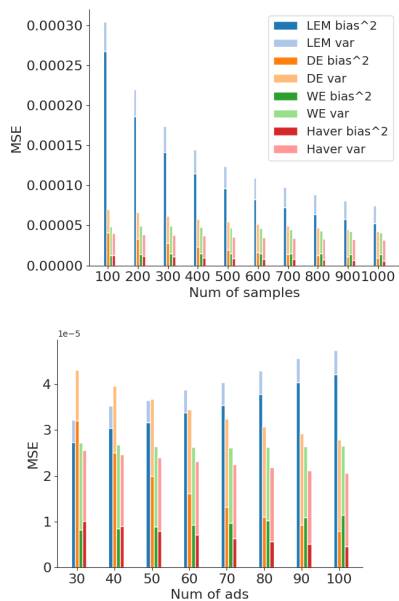 0.00030
0.00025
0.00020
0.00015
0.00010
0.00005
0.00000
MSE
LEM bias^2
LEM var
DE bias^2
DE var
WE bias^2
WE var
Haver bias^2
Haver var
100 200 300 400 500 600 700 800 900 1000
Num of samples
1e-5
4
3
2
1
0
MSE
30 40 50 60 70 80 90 100
Num of ads